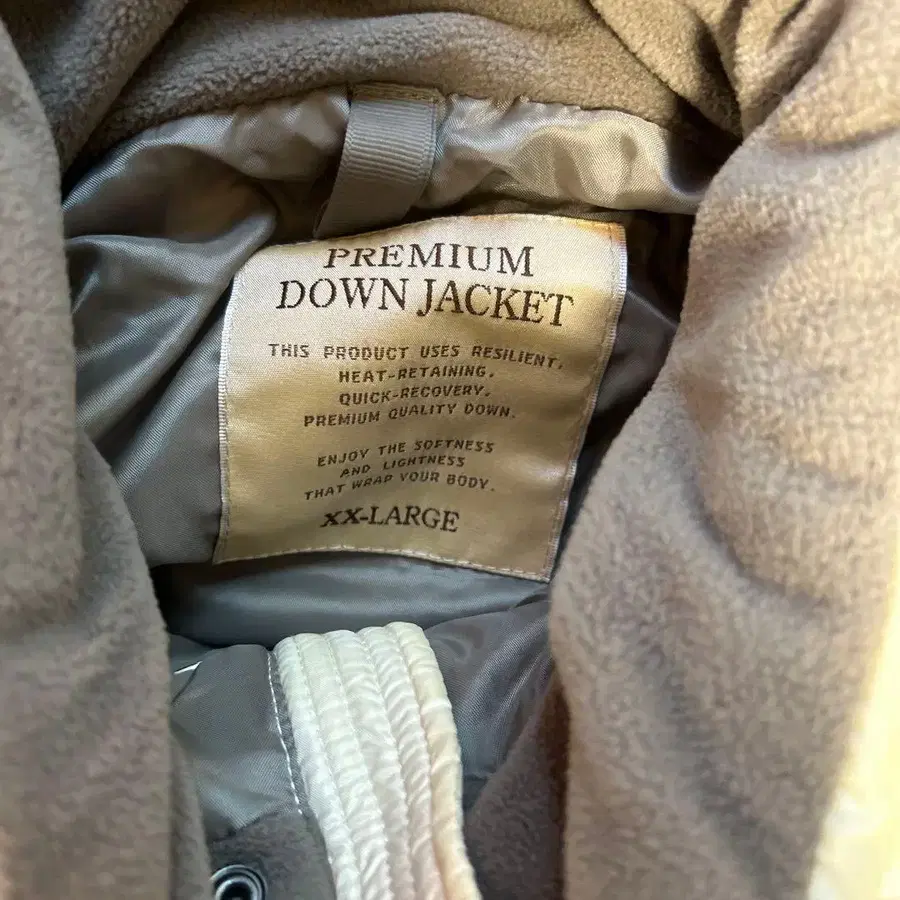 PREMIUM
DOWN JACKET
THIS PRODUCT USES RESILIENT,
HEAT-RETAINING,
QUICK-RECOVERY,
PREMIUM QUALITY DOWN.
ENJOY THE SOFTNESS
AND LIGHTNESS
THAT WRAP YOUR BODY.
XX-LARGE